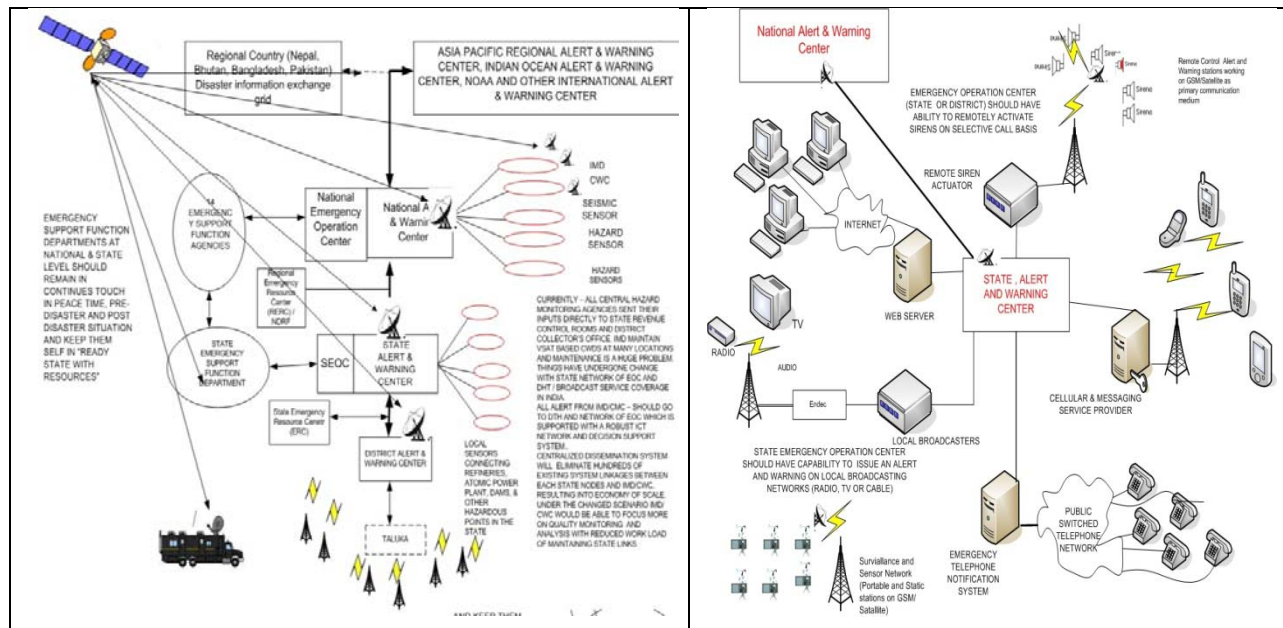 Regional Country (Nepal,
Bhutan, Bangladesh, Pakistan)
Disaster information exchange
grid
ASIA PACIFIC REGIONAL ALERT & WARNING
CENTER, INDIAN OCEAN ALERT & WARNING
CENTER, NOAA AND OTHER INTERNATIONAL ALERT
& WARNING CENTER
IMD
CWC
SEISMIC
SENSOR
HAZARD
SENSOR
HAZARD
SENSORS
14
EMERGENC
Y SUPPORT
FUNCTION
AGENCIES
National
Emergency
Operation
Center
National A
& Warnin
Center
EMERGENCY
SUPPORT FUNCTION
DEPARTMENTS AT
NATIONAL & STATE
LEVEL SHOULD
REMAIN IN
CONTINUES TOUCH
IN PEACE TIME, PRE-
DISASTER AND POST
DISASTER SITUATION
AND KEEP THEM
SELF IN "READY
STATE WITH
RESOURCES"
Regional
Emergency
Resource
Center
(RERC) /
NDRF
STATE
EMERGENCY
SUPPORT
FUNCTION
DEPARTMENT
SEOC
STATE
ALERT &
WARNING
CENTER
State Emergency
Resource Center
(ERC)
DISTRICT ALERT &
WARNING CENTER
TALUKA
LOCAL
SENSORS
CONNECTING
REFINERIES,
ATOMIC POWER
PLANT, DAMS, &
OTHER
HAZARDOUS
POINTS IN THE
STATE
CURRENTLY - ALL CENTRAL HAZARD
MONITORING AGENCIES SENT THEIR
INPUTS DIRECTLY TO STATE REVENUE
CONTROL ROOMS AND DISTRICT
COLLECTOR'S OFFICE. IMD MAINTAIN
VSAT BASED CWDS AT MANY LOCATIONS
AND MAINTENANCE IS A HUGE PROBLEM.
THINGS HAVE UNDERGONE CHANGE
WITH STATE NETWORK OF EOC AND
DHT / BROADCAST SERVICE COVERAGE
IN INDIA.
ALL ALERT FROM IMD/CMC - SHOULD GO
TO DTH AND NETWORK OF EOC WHICH IS
SUPPORTED WITH A ROBUST ICT
NETWORK AND DECISION SUPPORT
SYSTEM.
CENTRALIZED DISSEMINATION SYSTEM
WILL ELIMINATE HUNDREDS OF
EXISTING SYSTEM LINKAGES BETWEEN
EACH STATE NODES AND IMD/CWC.
RESULTING INTO ECONOMY OF SCALE.
UNDER THE CHANGED SCENARIO IMD/
CWC WOULD BE ABLE TO FOCUS MORE
ON QUALITY MONITORING AND
ANALYSIS WITH REDUCED WORK LOAD
OF MAINTAINING STATE LINKS
AND KEEP THEM
National Alert & Warning
Center
EMERGENCY OPERATION CENTER
(STATE OR DISTRICT) SHOULD HAVE
ABILITY TO REMOTELY ACTIVATE
SIRENS ON SELECTIVE CALL BASIS
Sirens
Sirens
Remote Control Alert and
Warning stations working
on GSM/Satellite as
primary communication
medium
REMOTE SIREN
ACTUATOR
INTERNET
WEB SERVER
STATE , ALERT
AND WARNING
CENTER
TV
RADIO
AUDIO
Endec
LOCAL BROADCASTERS
CELLULAR & MESSAGING
SERVICE PROVIDER
STATE EMERGENCY OPERATION CENTER
SHOULD HAVE CAPABILITY TO ISSUE AN ALERT
AND WARNING ON LOCAL BROADCASTING
NETWORKS (RADIO, TV OR CABLE)
Surviallance and
Sensor Network
(Portable and Static
stations on GSM/
Satallite)
EMERGENCY
TELEPHONE
NOTIFICATION
SYSTEM
PUBLIC
SWITCHED
TELEPHONE
NETWORK